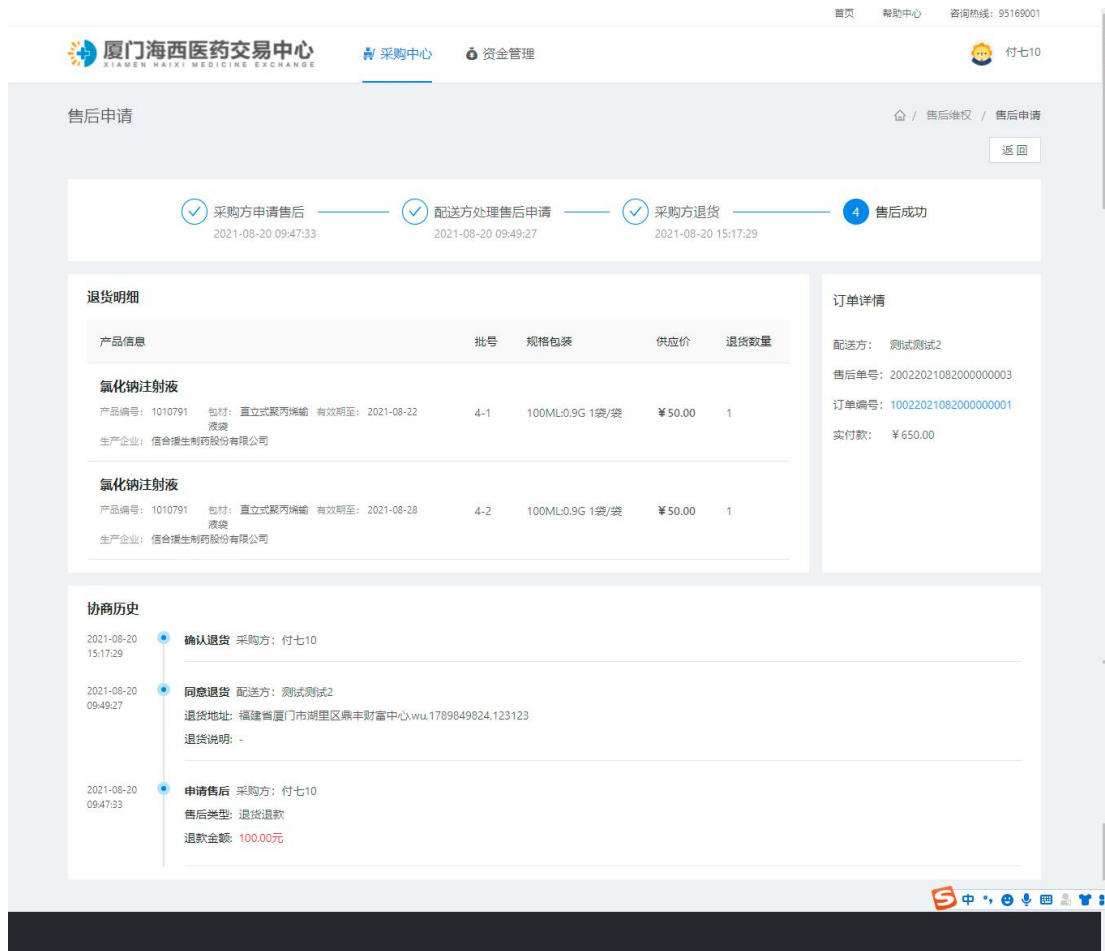 首页 帮助中心 咨询热线：95169001
厦门海西医药交易中心 采购中心 资金管理 付七10
XIAMEN HAIXI MEDICINE EXCHANGE
售后申请 / 售后维权 / 售后申请
返回
采购方申请售后 配送方处理售后申请 采购方退货 4 售后成功
2021-08-20 09:47:33 2021-08-20 09:49:27 2021-08-20 15:17:29
退货明细
产品信息 批号 规格包装 供应价 退货数量
氯化钠注射液
产品编号：1010791 包材：直立式聚丙烯输 有效期至：2021-08-22 4-1 100ML:0.9G 1袋/袋 ¥50.00 1
液袋
生产企业：信合援生制药股份有限公司
氯化钠注射液
产品编号：1010791 包材：直立式聚丙烯输 有效期至：2021-08-28 4-2 100ML:0.9G 1袋/袋 ¥50.00 1
液袋
生产企业：信合援生制药股份有限公司
订单详情
配送方： 测试测试2
售后单号：20022021082000000003
订单编号：10022021082000000001
实付款： ¥650.00
协商历史
2021-08-20 确认退货 采购方：付七10
15:17:29
2021-08-20 同意退货 配送方：测试测试2
09:49:27
退货地址：福建省厦门市湖里区鼎丰财富中心,wu,1789849824,123123
退货说明：-
2021-08-20 申请售后 采购方：付七10
09:47:33
售后类型：退货退款
退款金额：100.00元
中